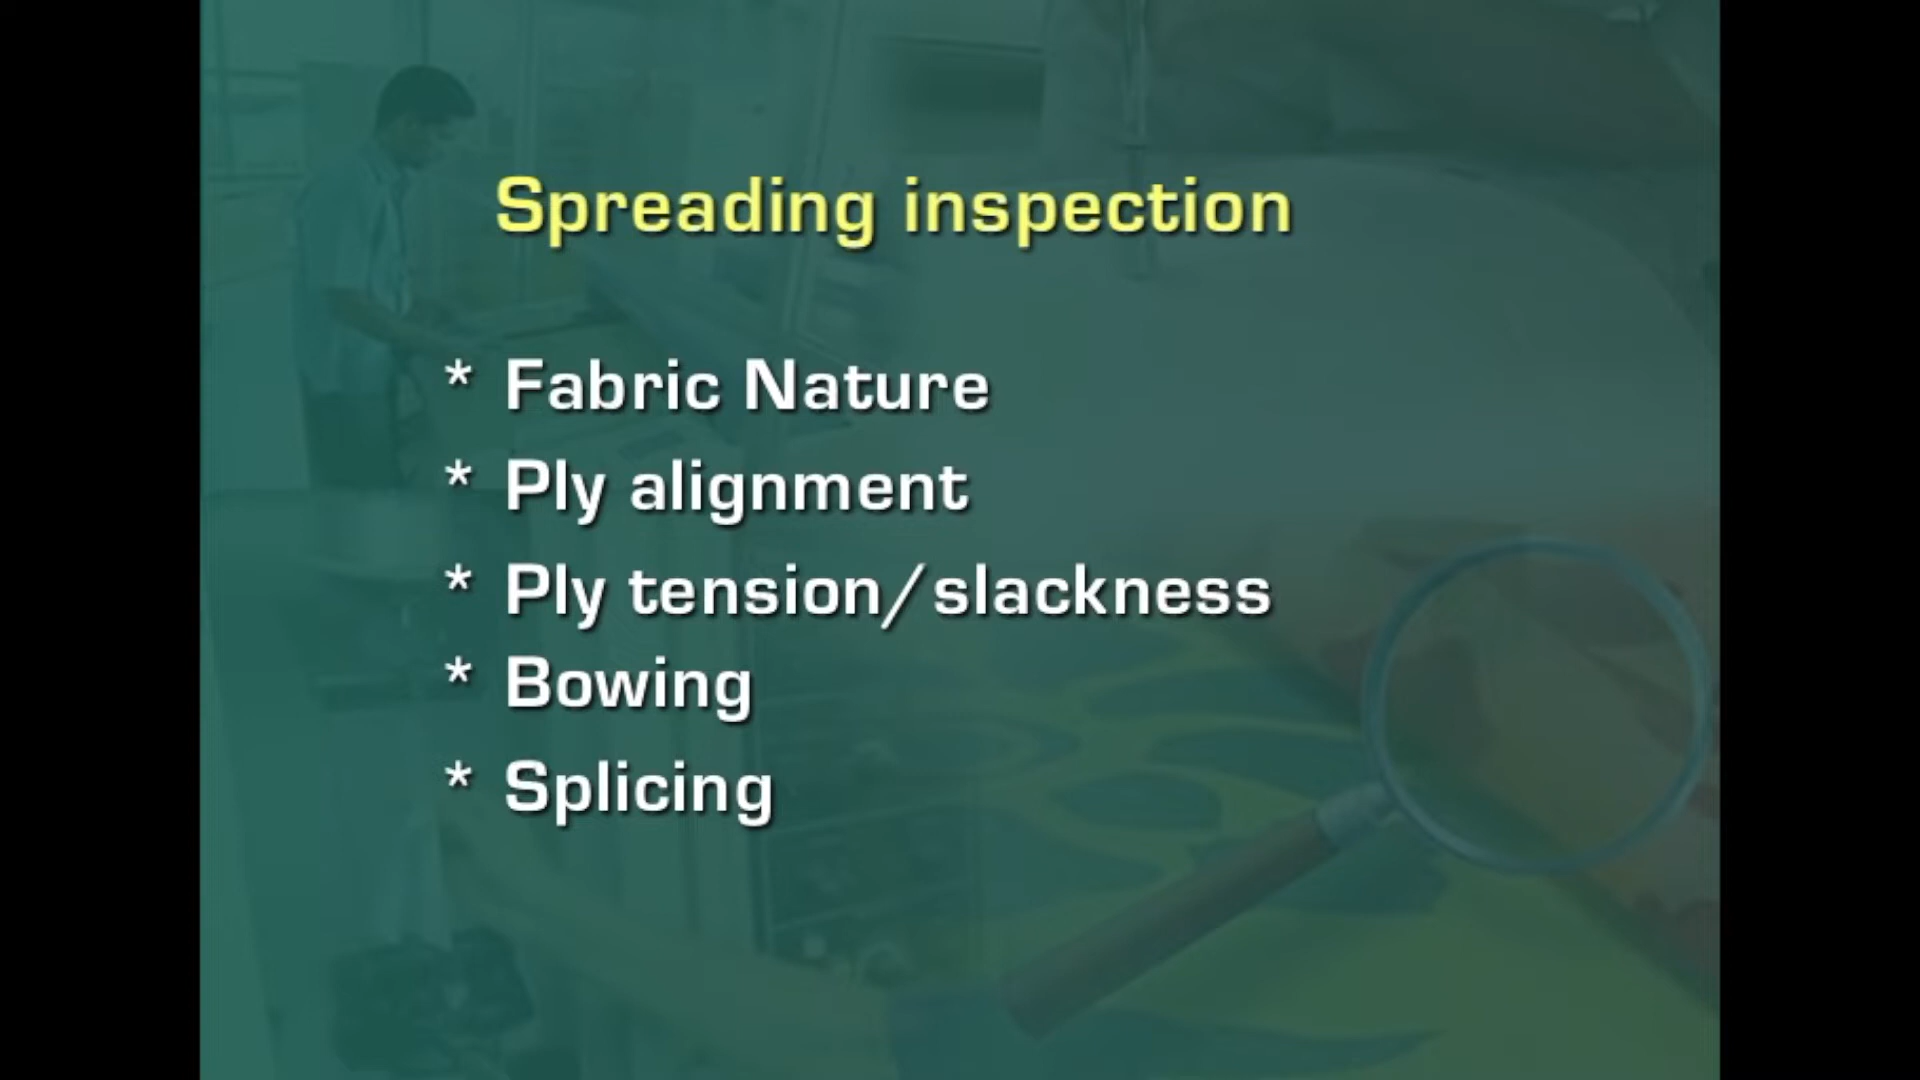 Spreading inspection
* Fabric Nature
* Ply alignment
* Ply tension/slackness
* Bowing
* Splicing